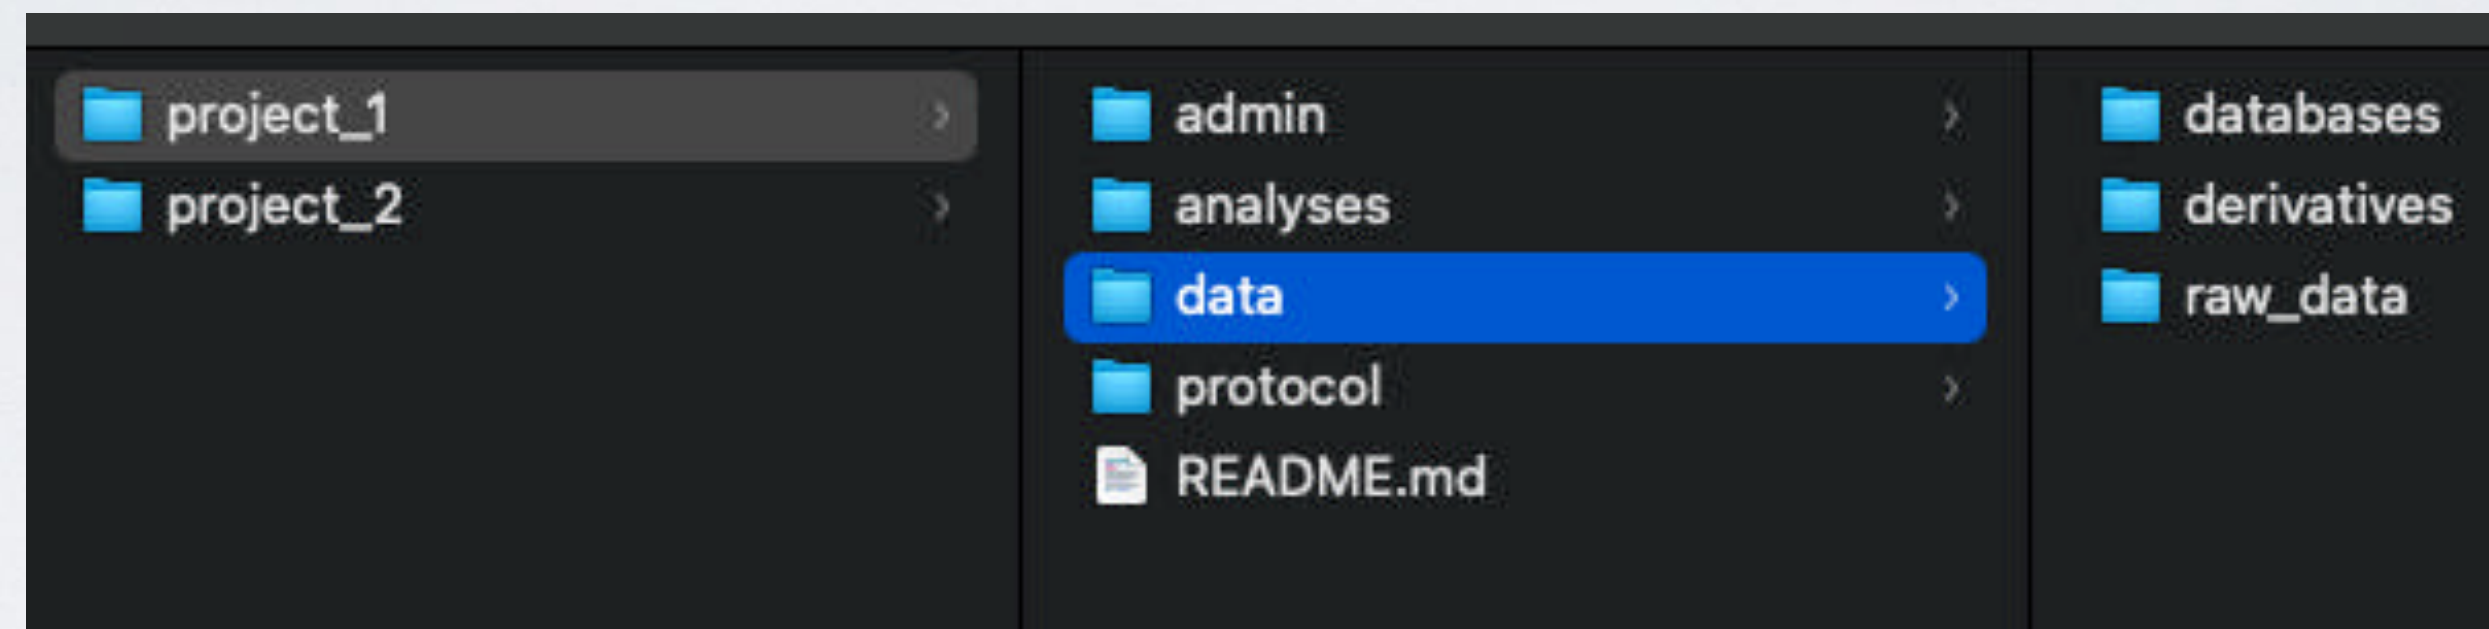 project_1
project_2
admin
analyses
data
protocol
README.md
databases
derivatives
raw_data